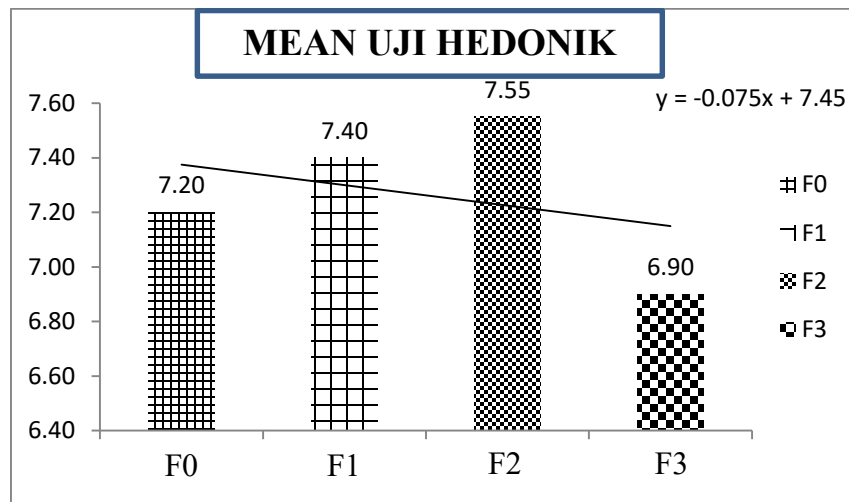 MEAN UJI HEDONIK
y = -0.075x + 7.45
7.60
7.40
7.20
7.00
6.80
6.60
6.40
7.20
7.40
7.55
6.90
F0
F1
F2
F3
F0
F1
F2
F3